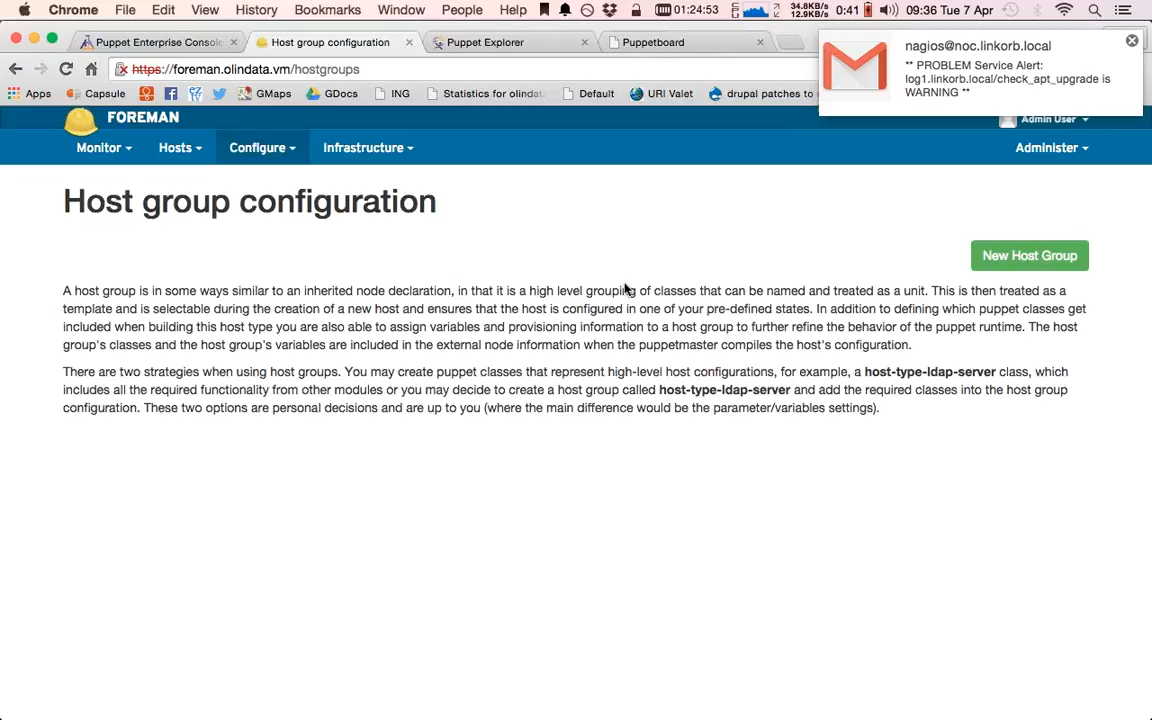 Chrome File Edit View History Bookmarks Window People Help 01:24:53 34.8KB/s 12.9KB/s 0:41 09:36 Tue 7 Apr
Puppet Enterprise Console Host group configuration Puppet Explorer Puppetboard
https://foreman.olindata.vm/hostgroups
Apps Capsule GMaps GDocs ING Statistics for olindata Default URI Valet drupal patches to
nagios@noc.linkorb.local
** PROBLEM Service Alert:
log1.linkorb.local/check_apt_upgrade is
WARNING **
FOREMAN
Admin User
Monitor Hosts Configure Infrastructure Administer
Host group configuration
New Host Group
A host group is in some ways similar to an inherited node declaration, in that it is a high level grouping of classes that can be named and treated as a unit. This is then treated as a
template and is selectable during the creation of a new host and ensures that the host is configured in one of your pre-defined states. In addition to defining which puppet classes get
included when building this host type you are also able to assign variables and provisioning information to a host group to further refine the behavior of the puppet runtime. The host
group's classes and the host group's variables are included in the external node information when the puppetmaster compiles the host's configuration.
There are two strategies when using host groups. You may create puppet classes that represent high-level host configurations, for example, a host-type-ldap-server class, which
includes all the required functionality from other modules or you may decide to create a host group called host-type-ldap-server and add the required classes into the host group
configuration. These two options are personal decisions and are up to you (where the main difference would be the parameter/variables settings).